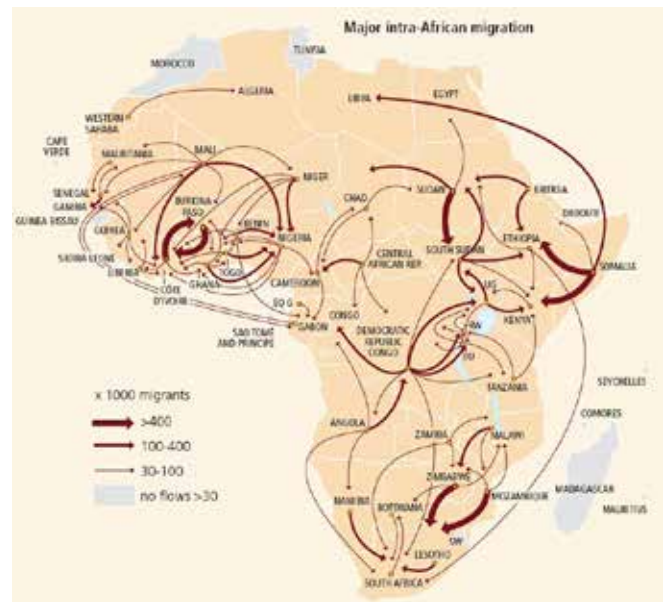 Major intra-African migration
TUNISIA
MOROCCO
ALGERIA
LIBYA
EGYPT
WESTERN
SAHARA
CAPE
VERDE
MAURITANIA
MALI
NIGER
SENEGAL
GAMBIA
GUINEA BISSAU
BURKINA
FASO
CHAD
SUDAN
ERITREA
DJIBOUTI
GUINEA
BENIN
NIGERIA
ETHIOPIA
SIERRA LEONE
SOUTH SUDAN
SOMALIA
LIBERIA
TOGO
GHANA
CAMEROON
CENTRAL
AFRICAN REP.
CÔTE
D'IVOIRE
EQ G
UG
KENYA
SAO TOME
AND PRINCIPE
GABON
CONGO
DEMOCRATIC
REPUBLIC
CONGO
RW
BU
TANZANIA
SEYCHELLES
COMORES
x 1000 migrants
>400
100-400
30-100
no flows >30
ANGOLA
ZAMBIA
MALAWI
ZIMBABWE
MOZAMBIQUE
MADAGASCAR
MAURITIUS
NAMIBIA
BOTSWANA
SW
LESOTHO
SOUTH AFRICA